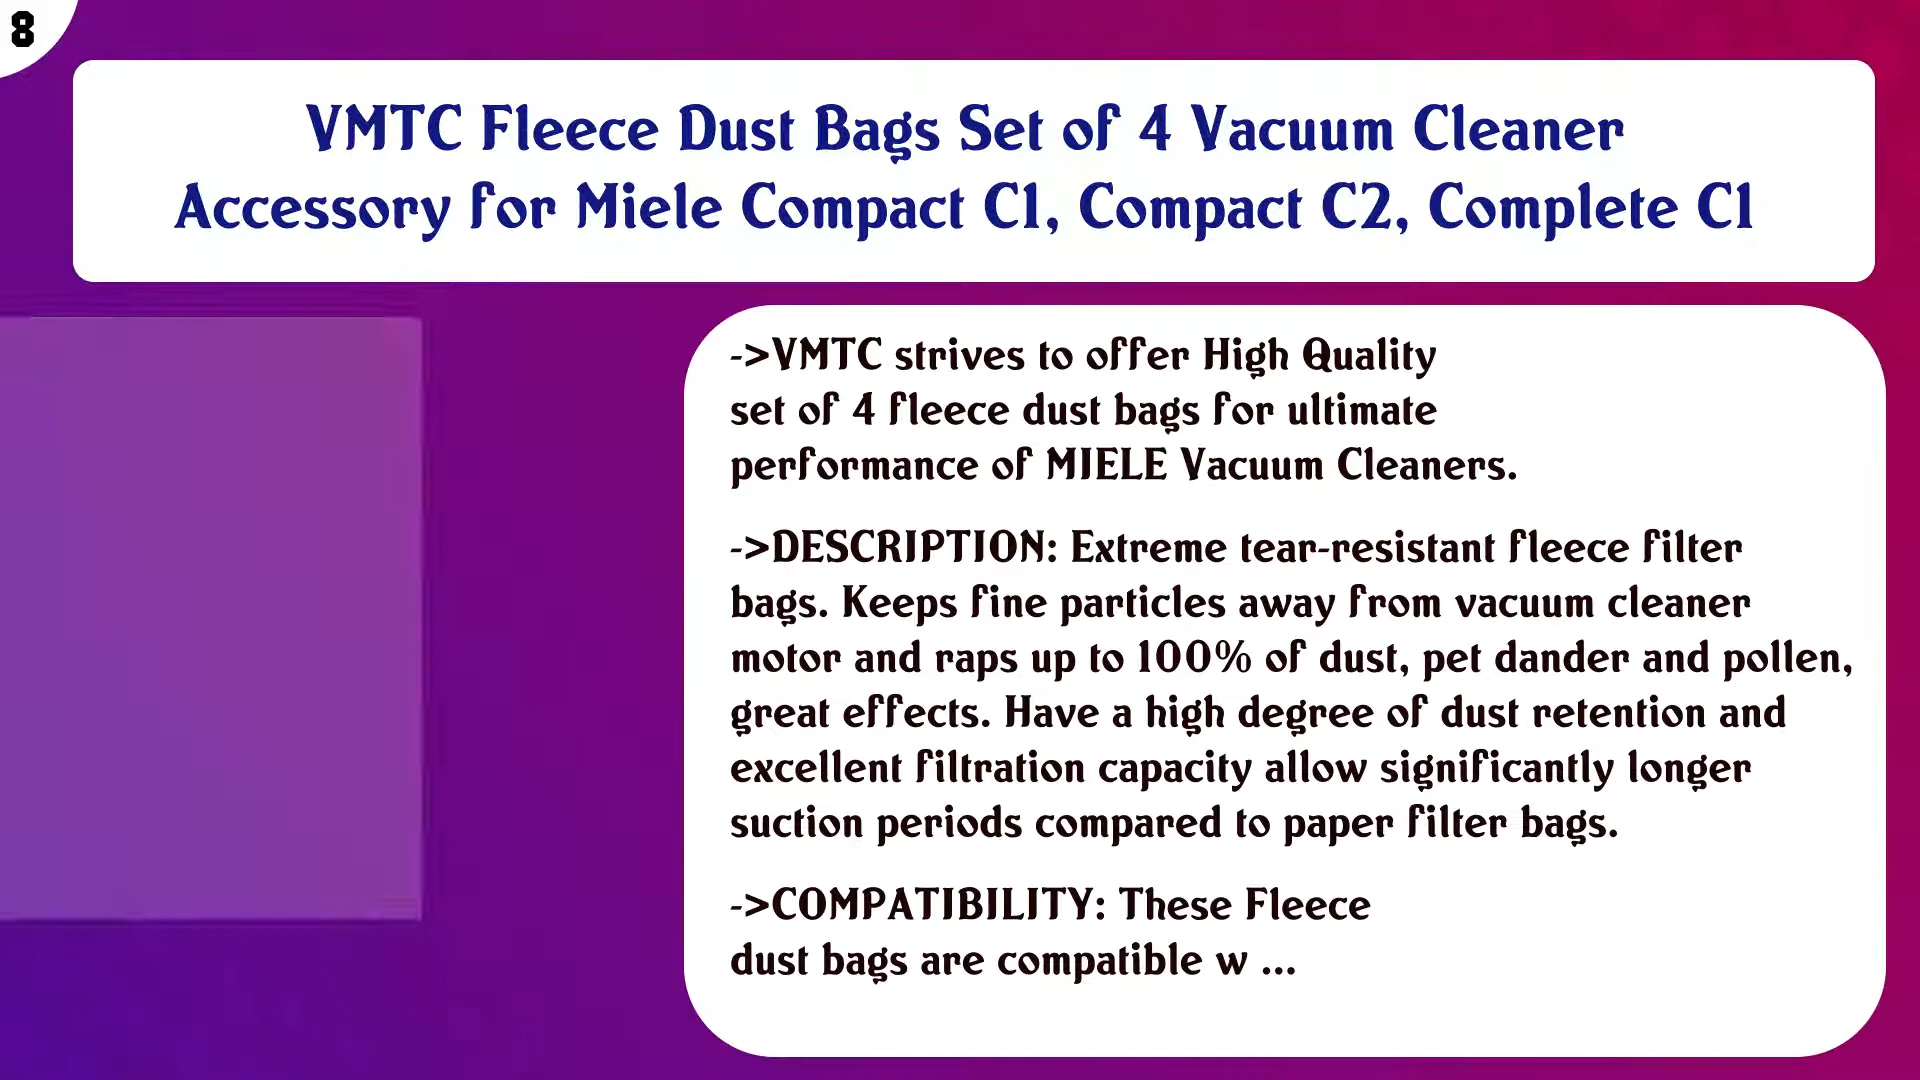 8
VMTC Fleece Dust Bags Set of 4 Vacuum Cleaner
Accessory for Miele Compact C1, Compact C2, Complete C1
->VMTC strives to offer High Quality
set of 4 fleece dust bags for ultimate
performance of MIELE Vacuum Cleaners.
->DESCRIPTION: Extreme tear-resistant fleece filter
bags. Keeps fine particles away from vacuum cleaner
motor and raps up to 100% of dust, pet dander and pollen,
great effects. Have a high degree of dust retention and
excellent filtration capacity allow significantly longer
suction periods compared to paper filter bags.
->COMPATIBILITY: These Fleece
dust bags are compatible w ...